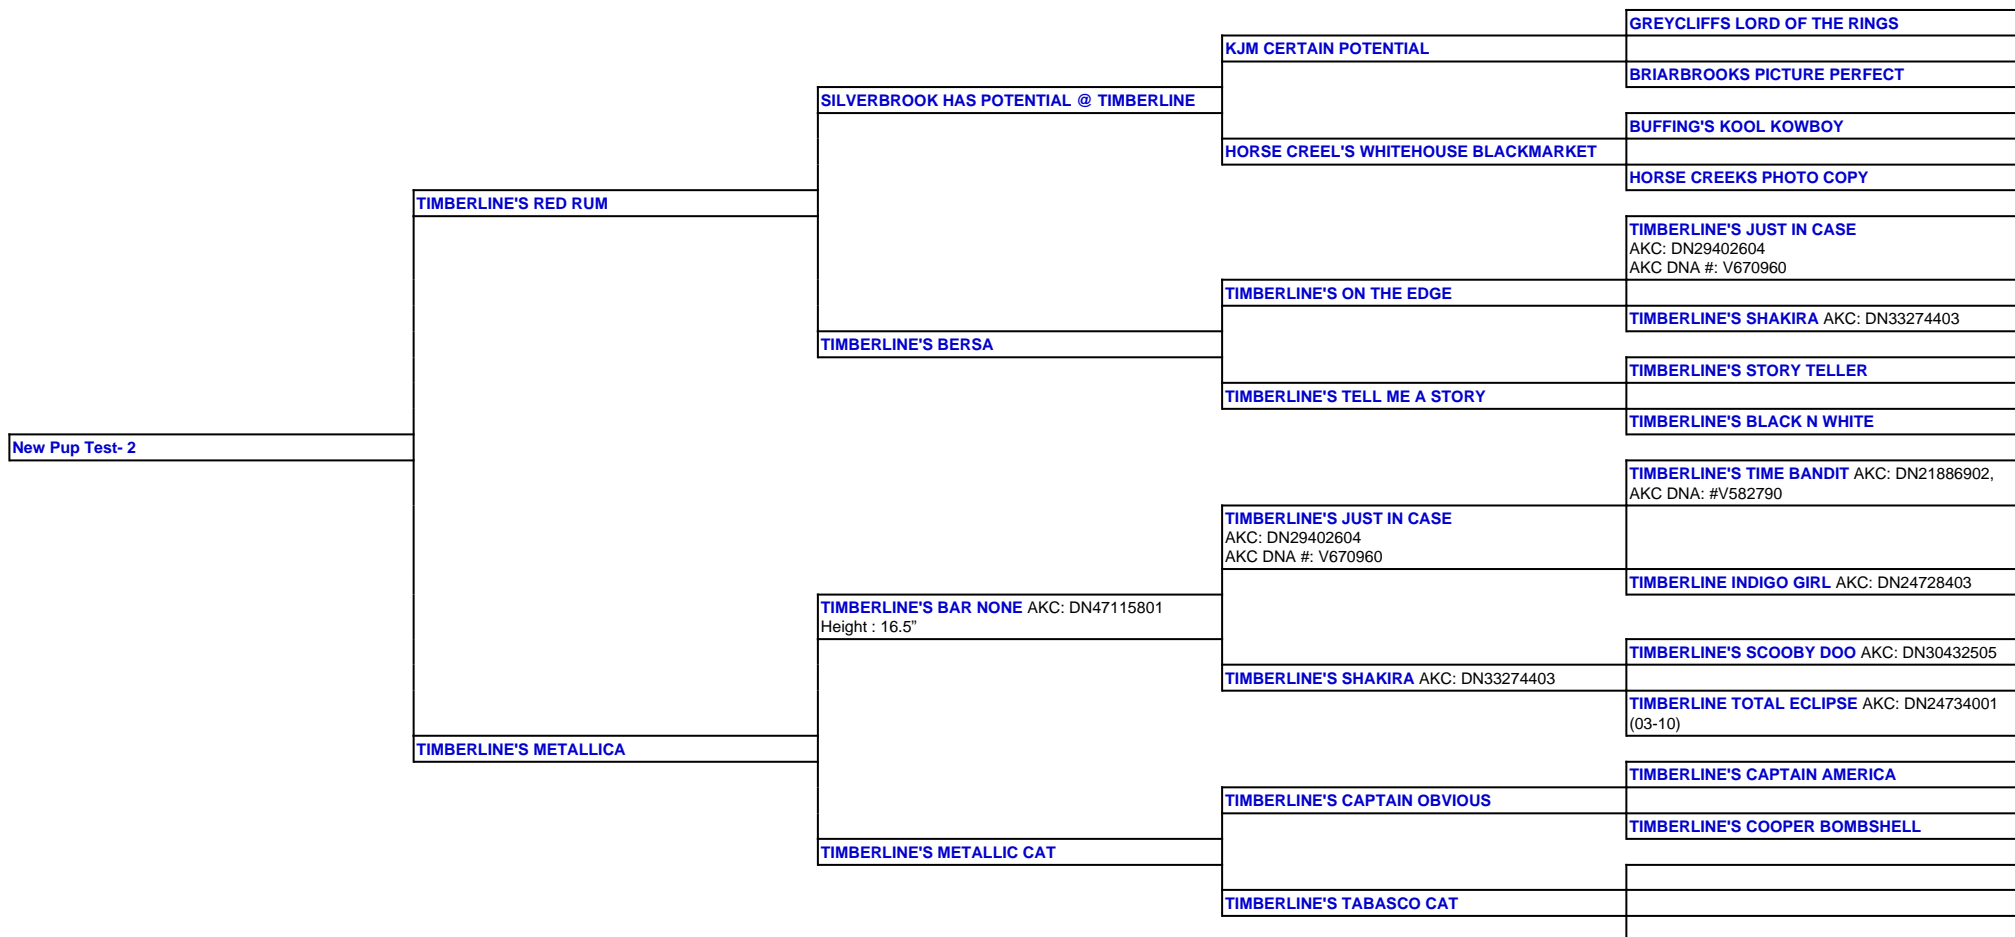 GREYCLIFFS LORD OF THE RINGS
KJM CERTAIN POTENTIAL
BRIARBROOKS PICTURE PERFECT
SILVERBROOK HAS POTENTIAL @ TIMBERLINE
BUFFING'S KOOL KOWBOY
HORSE CREEL'S WHITEHOUSE BLACKMARKET
HORSE CREEKS PHOTO COPY
TIMBERLINE'S RED RUM
TIMBERLINE'S JUST IN CASE
AKC: DN29402604
AKC DNA #: V670960
TIMBERLINE'S ON THE EDGE
TIMBERLINE'S SHAKIRA AKC: DN33274403
TIMBERLINE'S BERSA
TIMBERLINE'S STORY TELLER
TIMBERLINE'S TELL ME A STORY
TIMBERLINE'S BLACK N WHITE
New Pup Test- 2
TIMBERLINE'S TIME BANDIT AKC: DN21886902,
AKC DNA: #V582790
TIMBERLINE'S JUST IN CASE
AKC: DN29402604
AKC DNA #: V670960
TIMBERLINE INDIGO GIRL AKC: DN24728403
TIMBERLINE'S BAR NONE AKC: DN47115801
Height : 16.5”
TIMBERLINE'S SCOOBY DOO AKC: DN30432505
TIMBERLINE'S SHAKIRA AKC: DN33274403
TIMBERLINE TOTAL ECLIPSE AKC: DN24734001
(03-10)
TIMBERLINE'S METALLICA
TIMBERLINE'S CAPTAIN AMERICA
TIMBERLINE'S CAPTAIN OBVIOUS
TIMBERLINE'S COOPER BOMBSHELL
TIMBERLINE'S METALLIC CAT
TIMBERLINE'S TABASCO CAT